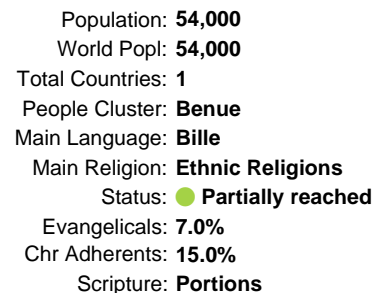 Population: 54,000
World Popl: 54,000
Total Countries: 1
People Cluster: Benue
Main Language: Bille
Main Religion: Ethnic Religions
Status: Partially reached
Evangelicals: 7.0%
Chr Adherents: 15.0%
Scripture: Portions